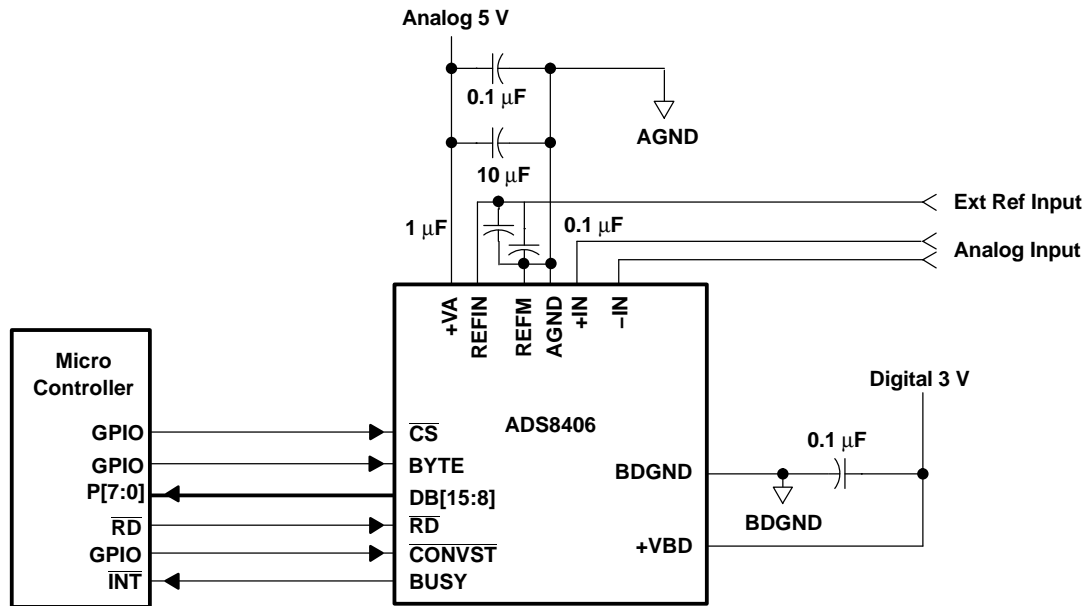 Analog 5 V
0.1 μF
AGND
10 μF
1 μF
0.1 μF
Ext Ref Input
Analog Input
+VA
REFIN
REFM
AGND
+IN
−IN
Micro
Controller
Digital 3 V
ADS8406
0.1 μF
GPIO
CS
GPIO
BYTE
BDGND
P[7:0]
DB[15:8]
BDGND
RD
RD
+VBD
GPIO
CONVST
INT
BUSY